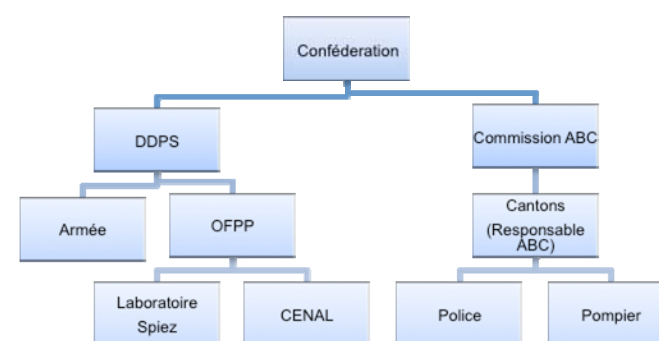 Conféderation
DDPS
Commission ABC
Armée
OFPP
Cantons
(Responsable
ABC)
Laboratoire
Spiez
CENAL
Police
Pompier